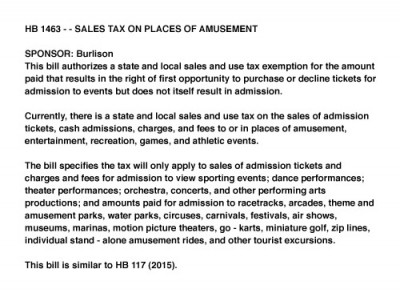 HB 1463 - - SALES TAX ON PLACES OF AMUSEMENT
SPONSOR: Burlison
This bill authorizes a state and local sales and use tax exemption for the amount
paid that results in the right of first opportunity to purchase or decline tickets for
admission to events but does not itself result in admission.
Currently, there is a state and local sales and use tax on the sales of admission
tickets, cash admissions, charges, and fees to or in places of amusement,
entertainment, recreation, games, and athletic events.
The bill specifies the tax will only apply to sales of admission tickets and
charges and fees for admission to view sporting events; dance performances;
theater performances; orchestra, concerts, and other performing arts
productions; and amounts paid for admission to racetracks, arcades, theme and
amusement parks, water parks, circuses, carnivals, festivals, air shows,
museums, marinas, motion picture theaters, go - karts, miniature golf, zip lines,
individual stand - alone amusement rides, and other tourist excursions.
This bill is similar to HB 117 (2015).